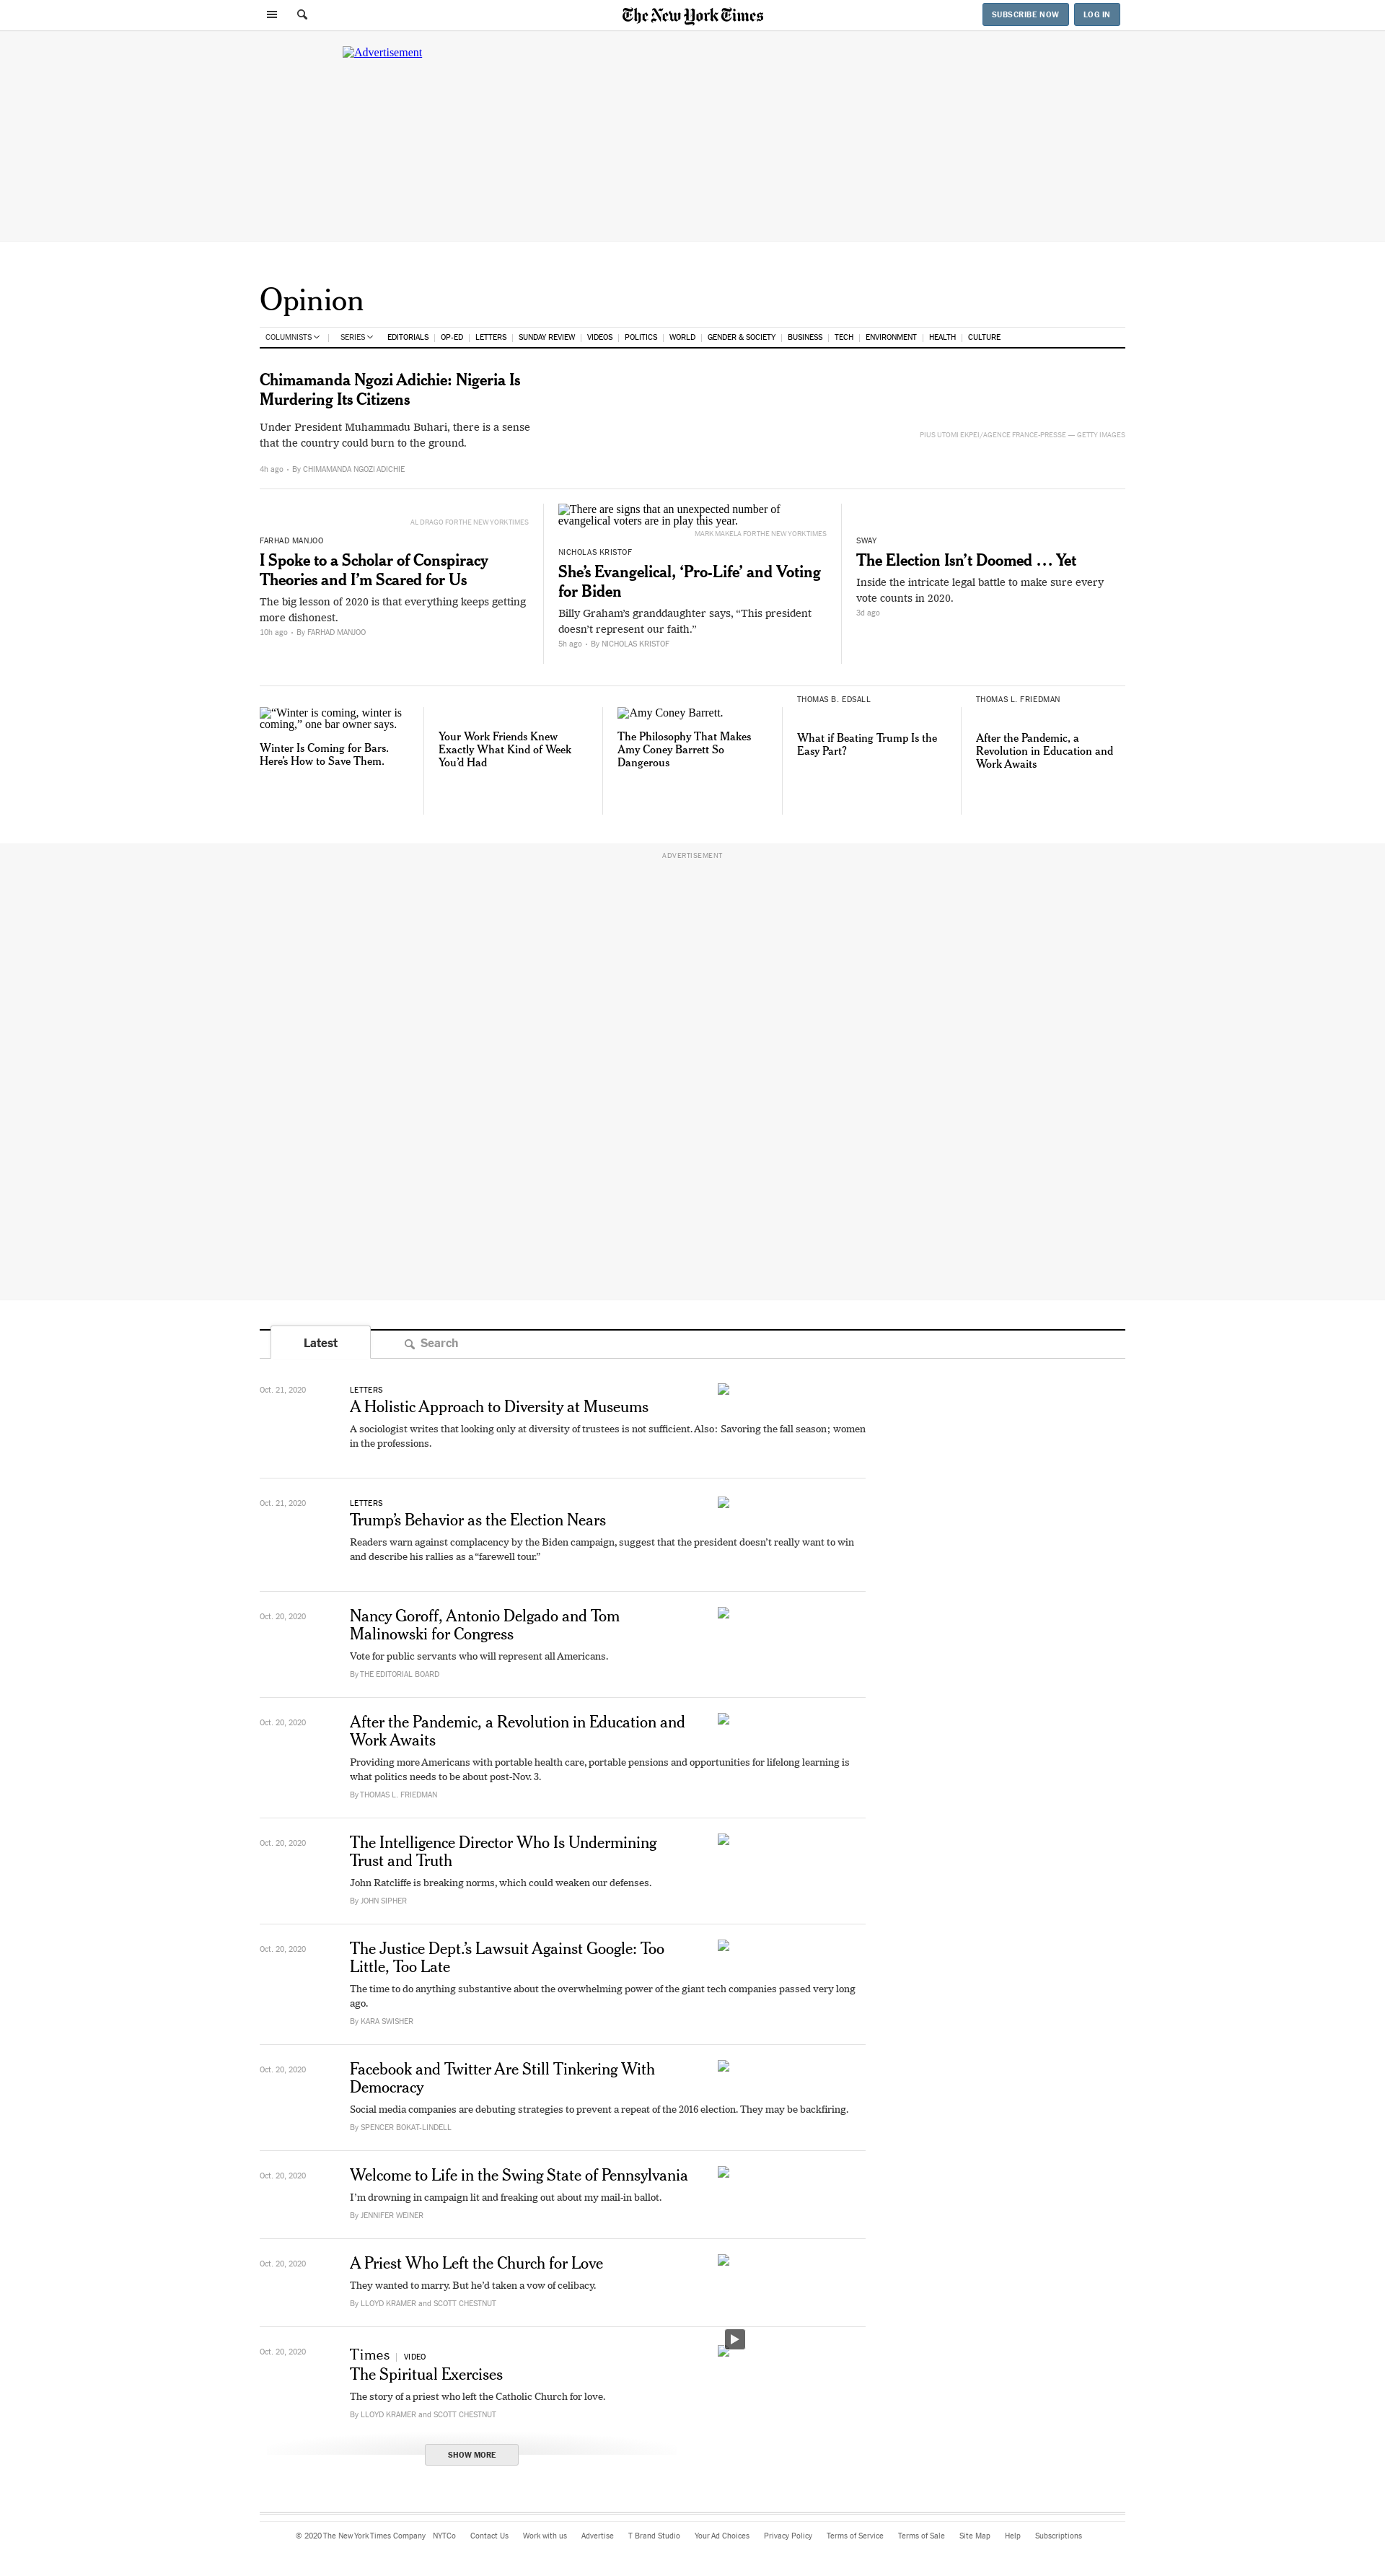 The New York Times
SUBSCRIBE NOW
LOG IN
Advertisement
Opinion
COLUMNISTS | SERIES EDITORIALS | OP-ED | LETTERS | SUNDAY REVIEW | VIDEOS | POLITICS | WORLD | GENDER & SOCIETY | BUSINESS | TECH | ENVIRONMENT | HEALTH | CULTURE
Chimamanda Ngozi Adichie: Nigeria Is
Murdering Its Citizens
Under President Muhammadu Buhari, there is a sense
that the country could burn to the ground.
4h ago • By CHIMAMANDA NGOZI ADICHIE
PIUS UTOMI EKPEI/AGENCE FRANCE-PRESSE — GETTY IMAGES
AL DRAGO FOR THE NEW YORK TIMES
FARHAD MANJOO
I Spoke to a Scholar of Conspiracy
Theories and I’m Scared for Us
The big lesson of 2020 is that everything keeps getting
more dishonest.
10h ago • By FARHAD MANJOO
There are signs that an unexpected number of
evangelical voters are in play this year.
MARK MAKELA FOR THE NEW YORK TIMES
NICHOLAS KRISTOF
She’s Evangelical, ‘Pro-Life’ and Voting
for Biden
Billy Graham’s granddaughter says, “This president
doesn’t represent our faith.”
5h ago • By NICHOLAS KRISTOF
SWAY
The Election Isn’t Doomed … Yet
Inside the intricate legal battle to make sure every
vote counts in 2020.
3d ago
“Winter is coming, winter is
coming,” one bar owner says.
Winter Is Coming for Bars.
Here’s How to Save Them.
Your Work Friends Knew
Exactly What Kind of Week
You’d Had
Amy Coney Barrett.
The Philosophy That Makes
Amy Coney Barrett So
Dangerous
THOMAS B. EDSALL
What if Beating Trump Is the
Easy Part?
THOMAS L. FRIEDMAN
After the Pandemic, a
Revolution in Education and
Work Awaits
ADVERTISEMENT
Latest
Search
Oct. 21, 2020
LETTERS
A Holistic Approach to Diversity at Museums
A sociologist writes that looking only at diversity of trustees is not sufficient. Also: Savoring the fall season; women
in the professions.
Oct. 21, 2020
LETTERS
Trump’s Behavior as the Election Nears
Readers warn against complacency by the Biden campaign, suggest that the president doesn’t really want to win
and describe his rallies as a “farewell tour.”
Oct. 20, 2020
Nancy Goroff, Antonio Delgado and Tom
Malinowski for Congress
Vote for public servants who will represent all Americans.
By THE EDITORIAL BOARD
Oct. 20, 2020
After the Pandemic, a Revolution in Education and
Work Awaits
Providing more Americans with portable health care, portable pensions and opportunities for lifelong learning is
what politics needs to be about post-Nov. 3.
By THOMAS L. FRIEDMAN
Oct. 20, 2020
The Intelligence Director Who Is Undermining
Trust and Truth
John Ratcliffe is breaking norms, which could weaken our defenses.
By JOHN SIPHER
Oct. 20, 2020
The Justice Dept.’s Lawsuit Against Google: Too
Little, Too Late
The time to do anything substantive about the overwhelming power of the giant tech companies passed very long
ago.
By KARA SWISHER
Oct. 20, 2020
Facebook and Twitter Are Still Tinkering With
Democracy
Social media companies are debuting strategies to prevent a repeat of the 2016 election. They may be backfiring.
By SPENCER BOKAT-LINDELL
Oct. 20, 2020
Welcome to Life in the Swing State of Pennsylvania
I’m drowning in campaign lit and freaking out about my mail-in ballot.
By JENNIFER WEINER
Oct. 20, 2020
A Priest Who Left the Church for Love
They wanted to marry. But he’d taken a vow of celibacy.
By LLOYD KRAMER and SCOTT CHESTNUT
Oct. 20, 2020
Times | VIDEO
The Spiritual Exercises
The story of a priest who left the Catholic Church for love.
By LLOYD KRAMER and SCOTT CHESTNUT
SHOW MORE
© 2020 The New York Times Company NYTCo Contact Us Work with us Advertise T Brand Studio Your Ad Choices Privacy Policy Terms of Service Terms of Sale Site Map Help Subscriptions